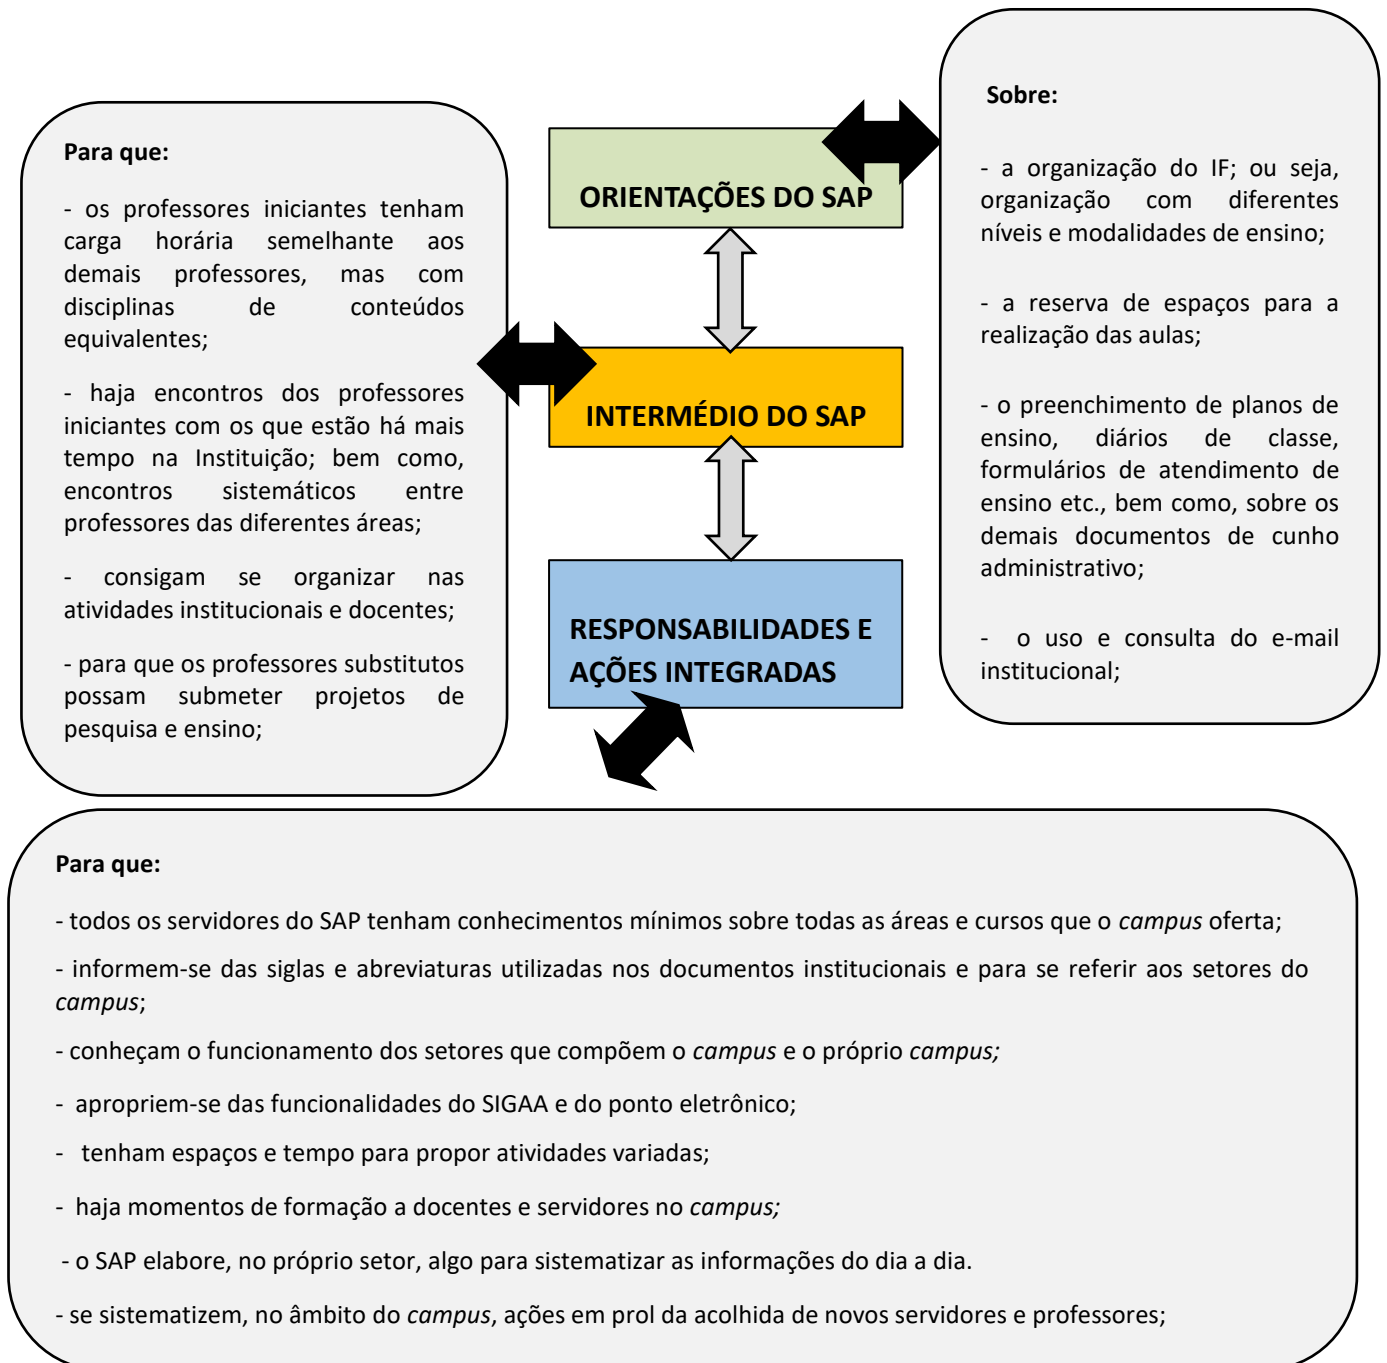 Para que:
- os professores iniciantes tenham
carga horária semelhante aos
demais professores, mas com
disciplinas de conteúdos
equivalentes;
- haja encontros dos professores
iniciantes com os que estão há mais
tempo na Instituição; bem como,
encontros sistemáticos entre
professores das diferentes áreas;
- consigam se organizar nas
atividades institucionais e docentes;
- para que os professores substitutos
possam submeter projetos de
pesquisa e ensino;
ORIENTAÇÕES DO SAP
INTERMÉDIO DO SAP
RESPONSABILIDADES E
AÇÕES INTEGRADAS
Sobre:
- a organização do IF; ou seja,
organização com diferentes
níveis e modalidades de ensino;
- a reserva de espaços para a
realização das aulas;
- o preenchimento de planos de
ensino, diários de classe,
formulários de atendimento de
ensino etc., bem como, sobre os
demais documentos de cunho
administrativo;
- o uso e consulta do e-mail
institucional;
Para que:
- todos os servidores do SAP tenham conhecimentos mínimos sobre todas as áreas e cursos que o campus oferta;
- informem-se das siglas e abreviaturas utilizadas nos documentos institucionais e para se referir aos setores do
campus;
- conheçam o funcionamento dos setores que compõem o campus e o próprio campus;
- apropriem-se das funcionalidades do SIGAA e do ponto eletrônico;
- tenham espaços e tempo para propor atividades variadas;
- haja momentos de formação a docentes e servidores no campus;
- o SAP elabore, no próprio setor, algo para sistematizar as informações do dia a dia.
- se sistematizem, no âmbito do campus, ações em prol da acolhida de novos servidores e professores;